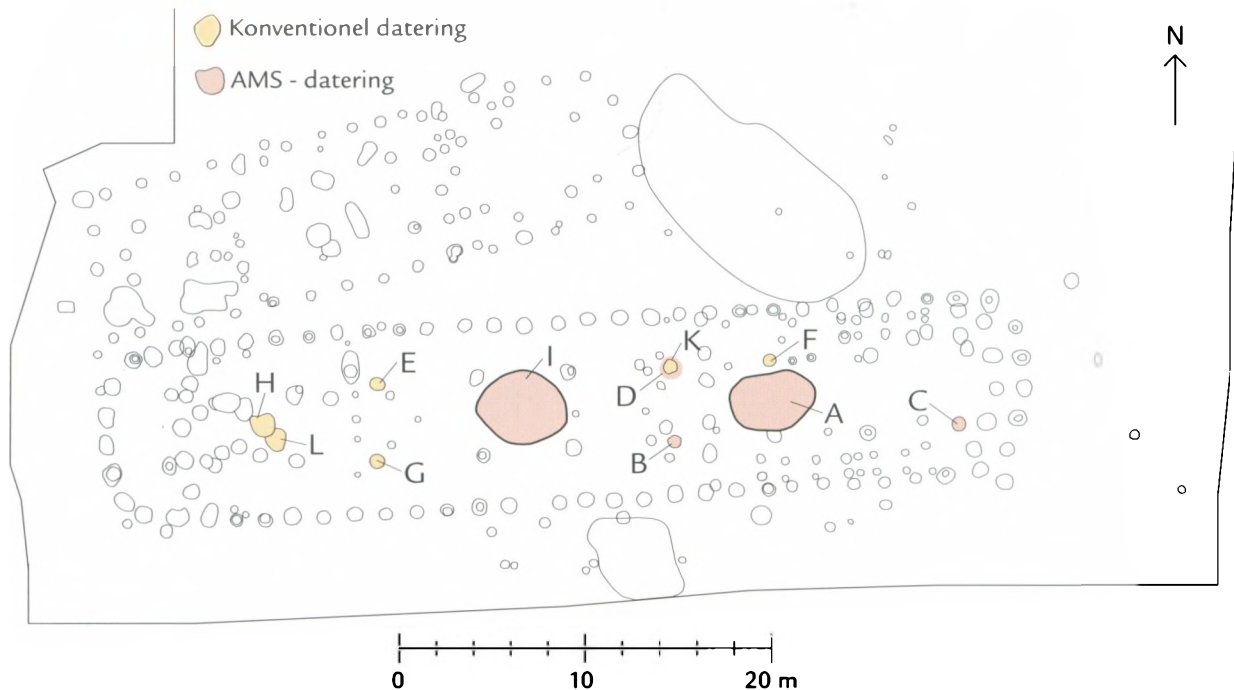 Konventionel datering
AMS - datering
N
K
F
E
I
D
H
A
C
L
B
G
0 10 20 m